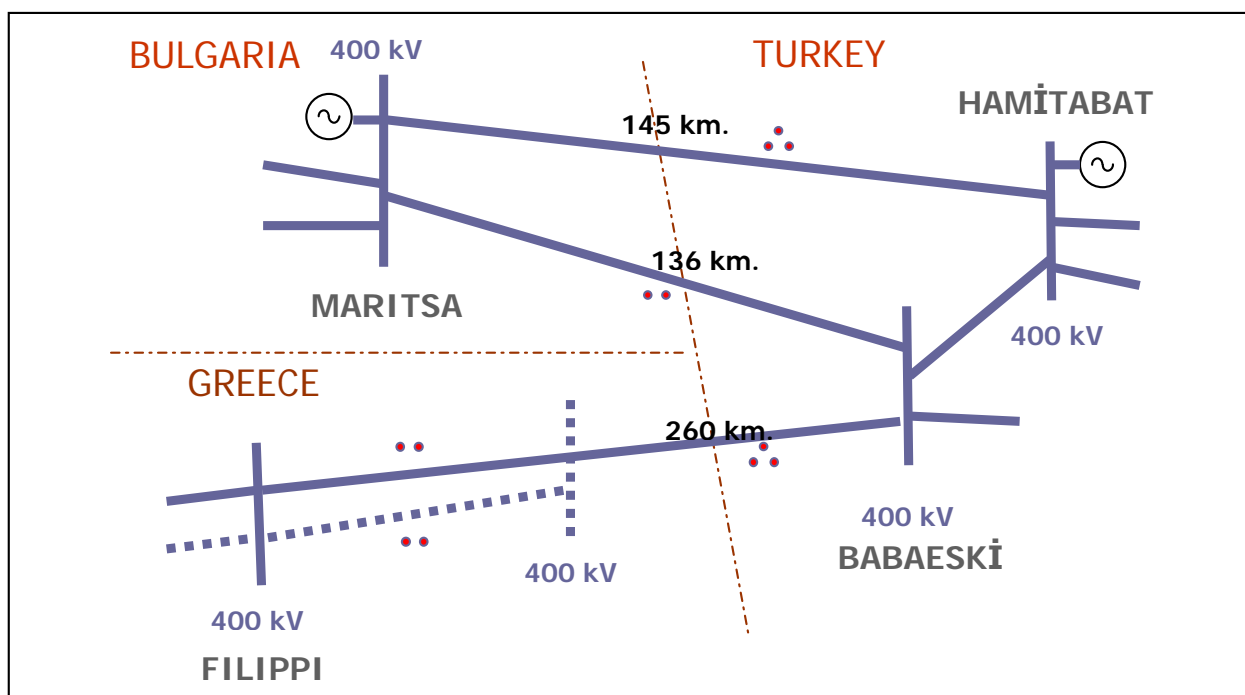 BULGARIA
400 kV
TURKEY
HAMİTABAT
145 km.
136 km.
MARITSA
400 kV
GREECE
260 km.
400 kV
BABAESKİ
400 kV
400 kV
FILIPPI